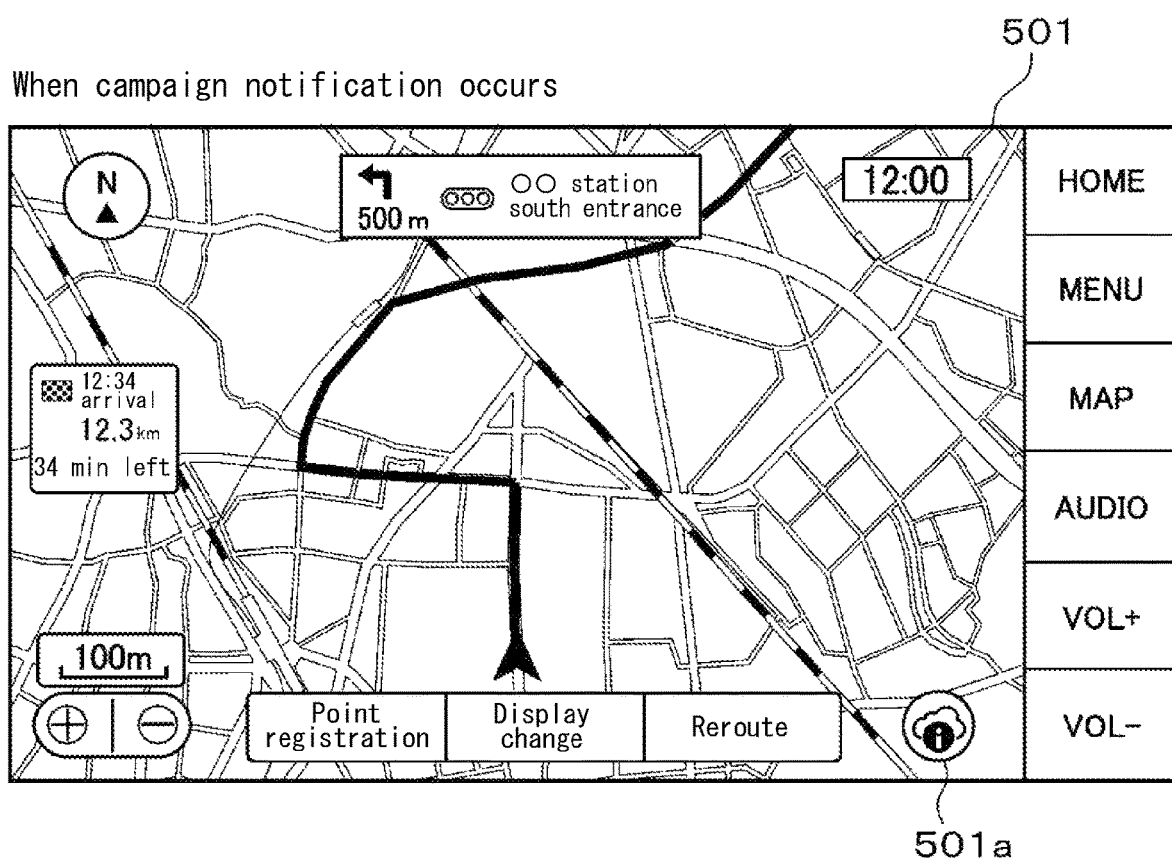 501
When campaign notification occurs
N
500 m
○○ station
south entrance
12:00
HOME
MENU
MAP
AUDIO
VOL+
VOL-
12:34
arrival
12.3km
34 min left
100m
Point
registration
Display
change
Reroute
i
501a